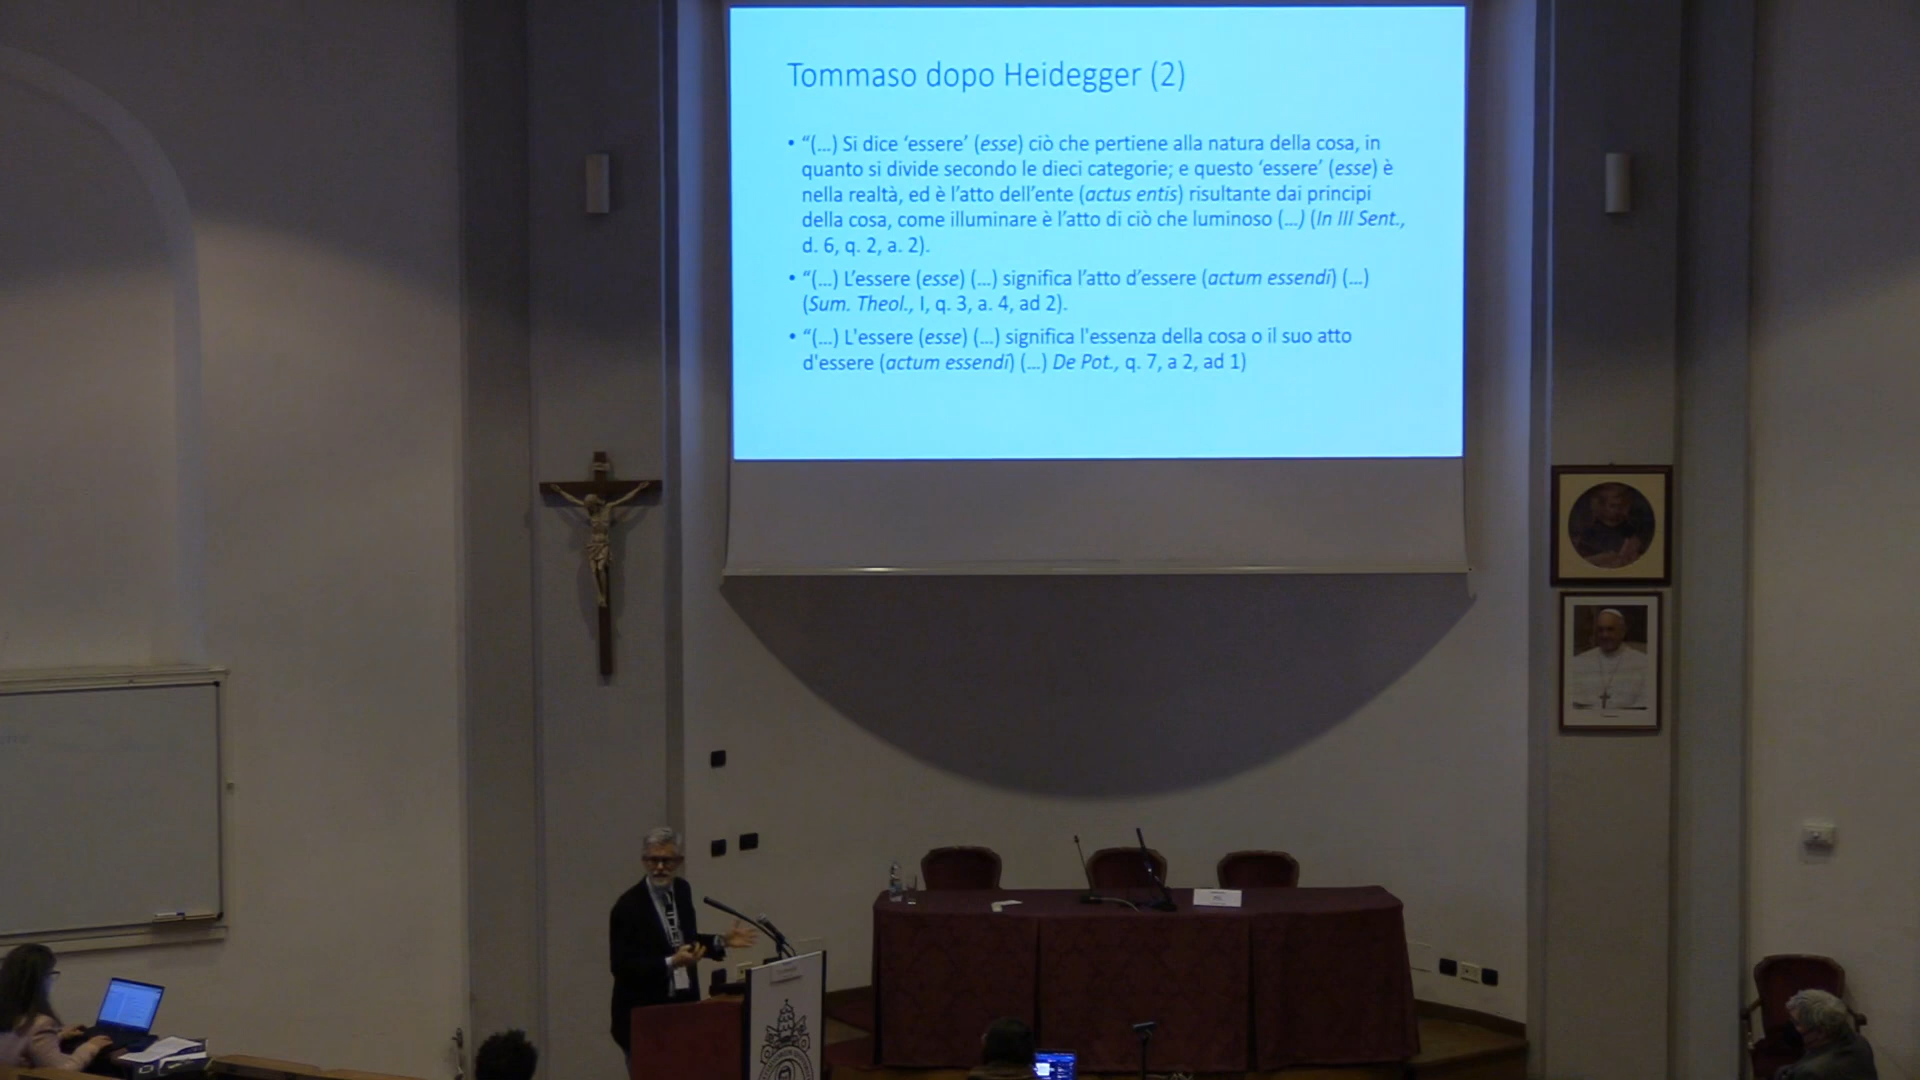 Tommaso dopo Heidegger (2)
• “(...) Si dice ‘essere’ (esse) ciò che pertiene alla natura della cosa, in
quanto si divide secondo le dieci categorie; e questo ‘essere’ (esse) è
nella realtà, ed è l’atto dell’ente (actus entis) risultante dai principi
della cosa, come illuminare è l’atto di ciò che luminoso (...) (In III Sent.,
d. 6, q. 2, a. 2).
• “(...) L’essere (esse) (...) significa l’atto d’essere (actum essendi) (...)
(Sum. Theol., I, q. 3, a. 4, ad 2).
• “(...) L'essere (esse) (...) significa l'essenza della cosa o il suo atto
d'essere (actum essendi) (...) De Pot., q. 7, a 2, ad 1)